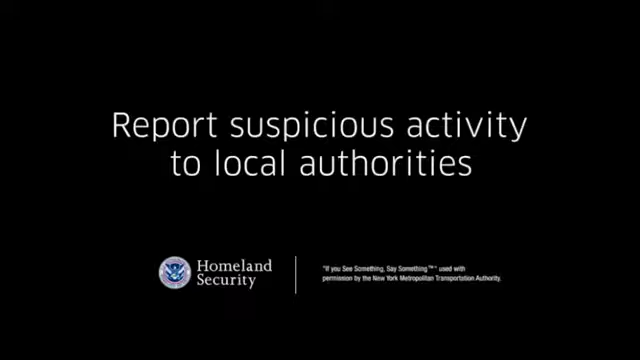 Report suspicious activity
to local authorities
Homeland
Security
"If you See Something, Say Something™" used with
permission by the New York Metropolitan Transportation Authority.